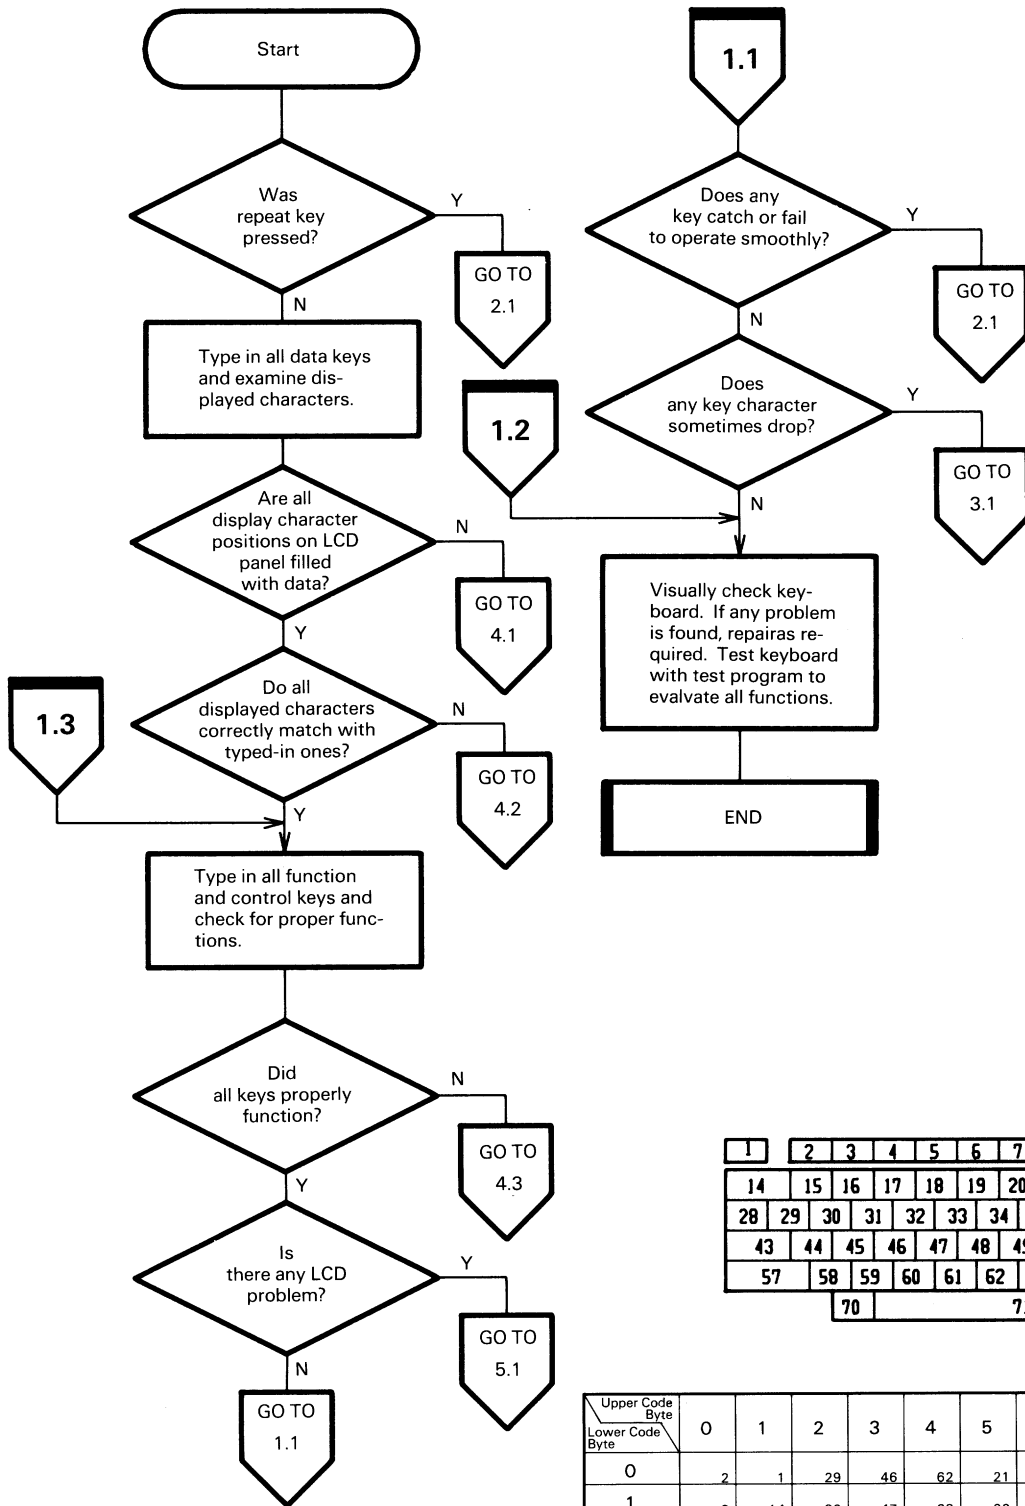 Start
Was
repeat key
pressed?
Y
GO TO
2.1
N
Type in all data keys
and examine dis-
played characters.
Are all
display character
positions on LCD
panel filled
with data?
N
GO TO
4.1
Y
1.3
Do all
displayed characters
correctly match with
typed-in ones?
N
GO TO
4.2
Y
Type in all function
and control keys and
check for proper func-
tions.
Did
all keys properly
function?
N
GO TO
4.3
Y
Is
there any LCD
problem?
Y
GO TO
5.1
N
GO TO
1.1
1.1
Does any
key catch or fail
to operate smoothly?
Y
GO TO
2.1
N
Does
any key character
sometimes drop?
Y
GO TO
3.1
1.2
N
Visually check key-
board. If any problem
is found, repairas re-
quired. Test keyboard
with test program to
evalvate all functions.
END
1 2 3 4 5 6 7
14 15 16 17 18 19 20
28 29 30 31 32 33 34
43 44 45 46 47 48
57 58 59 60 61 62
70
Upper Code
Byte
Lower Code
Byte
0 1 2 3 4 5
0 2 1 29 46 62 21
1